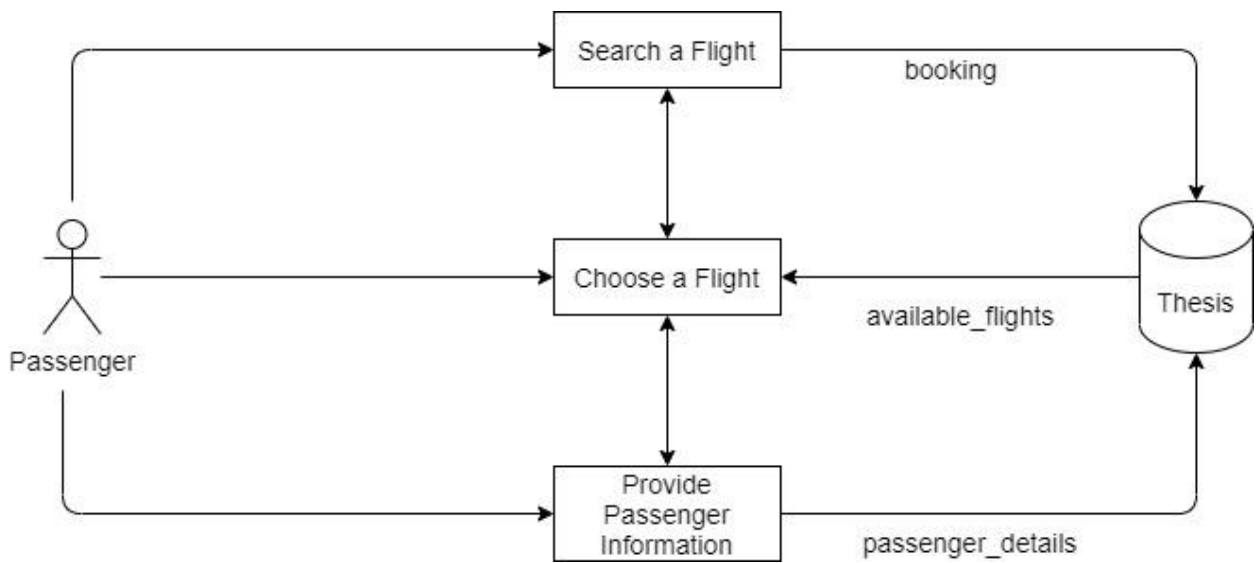 Search a Flight
booking
Passenger
Choose a Flight
available_flights
Thesis
Provide
Passenger
Information
passenger_details